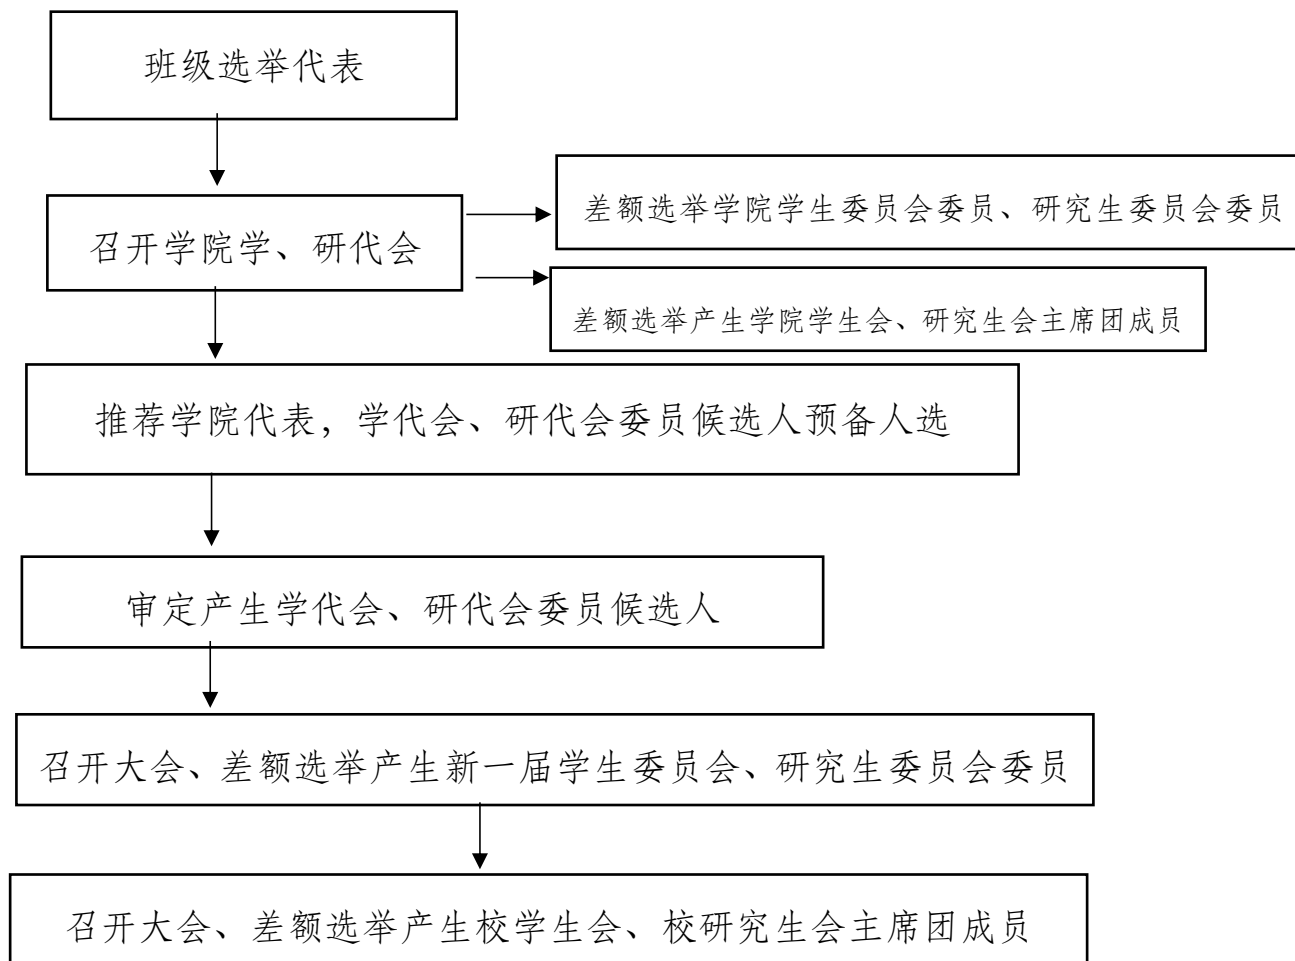 班级选举代表
差额选举学院学生委员会委员、研究生委员会委员
召开学院学、研代会
差额选举产生学院学生会、研究生会主席团成员
推荐学院代表，学代会、研代会委员候选人预备人选
审定产生学代会、研代会委员候选人
召开大会、差额选举产生新一届学生委员会、研究生委员会委员
召开大会、差额选举产生校学生会、校研究生会主席团成员